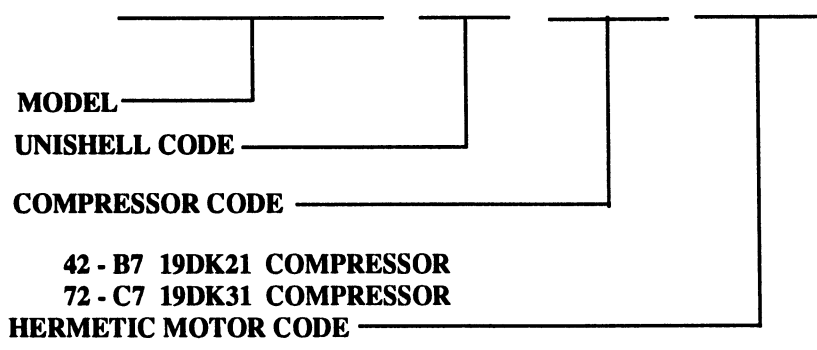 MODEL
UNISHELL CODE
COMPRESSOR CODE
42 - B7 19DK21 COMPRESSOR
72 - C7 19DK31 COMPRESSOR
HERMETIC MOTOR CODE